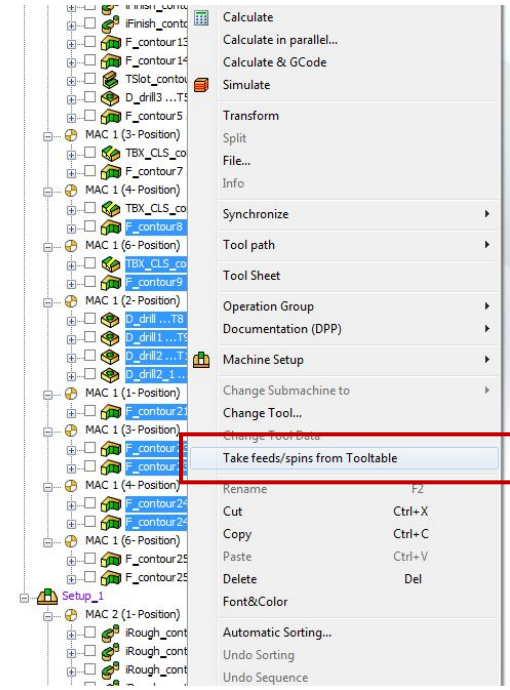 iFinish_contc
F_contour13
F_contour14
TSlot_contou
D_drill3 ...T5
F_contour5
MAC 1 (3- Position)
TBX_CLS_co
F_contour7
MAC 1 (4- Position)
TBX_CLS_co
F_contour8
MAC 1 (6- Position)
TBX_CLS_co
F_contour9
MAC 1 (2- Position)
D_drill ...T8
D_drill1 ...T9
D_drill2 ...T1
D_drill2_1 ...
MAC 1 (1- Position)
F_contour21
MAC 1 (3- Position)
F_contour2
F_contour2
MAC 1 (4- Position)
F_contour24
F_contour24
MAC 1 (6- Position)
F_contour25
F_contour25
Setup_1
MAC 2 (1- Position)
iRough_cont
iRough_cont
iRough_cont
Calculate
Calculate in parallel...
Calculate & GCode
Simulate
Transform
Split
File...
Info
Synchronize
Tool path
Tool Sheet
Operation Group
Documentation (DPP)
Machine Setup
Change Submachine to
Change Tool...
Change Tool Data
Take feeds/spins from Tooltable
Rename F2
Cut Ctrl+X
Copy Ctrl+C
Paste Ctrl+V
Delete Del
Font&Color
Automatic Sorting...
Undo Sorting
Undo Sequence